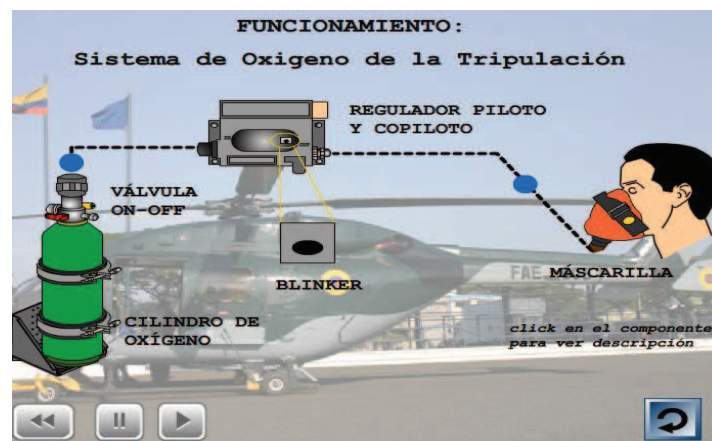 FUNCIONAMIENTO:
Sistema de Oxigeno de la Tripulación
REGULADOR PILOTO
Y COPILOTO
IN
VÁLVULA
ON-OFF
BLINKER
FAE
MÁSCARILLA
CILINDRO DE
OXÍGENO
click en el componente
para ver descripción